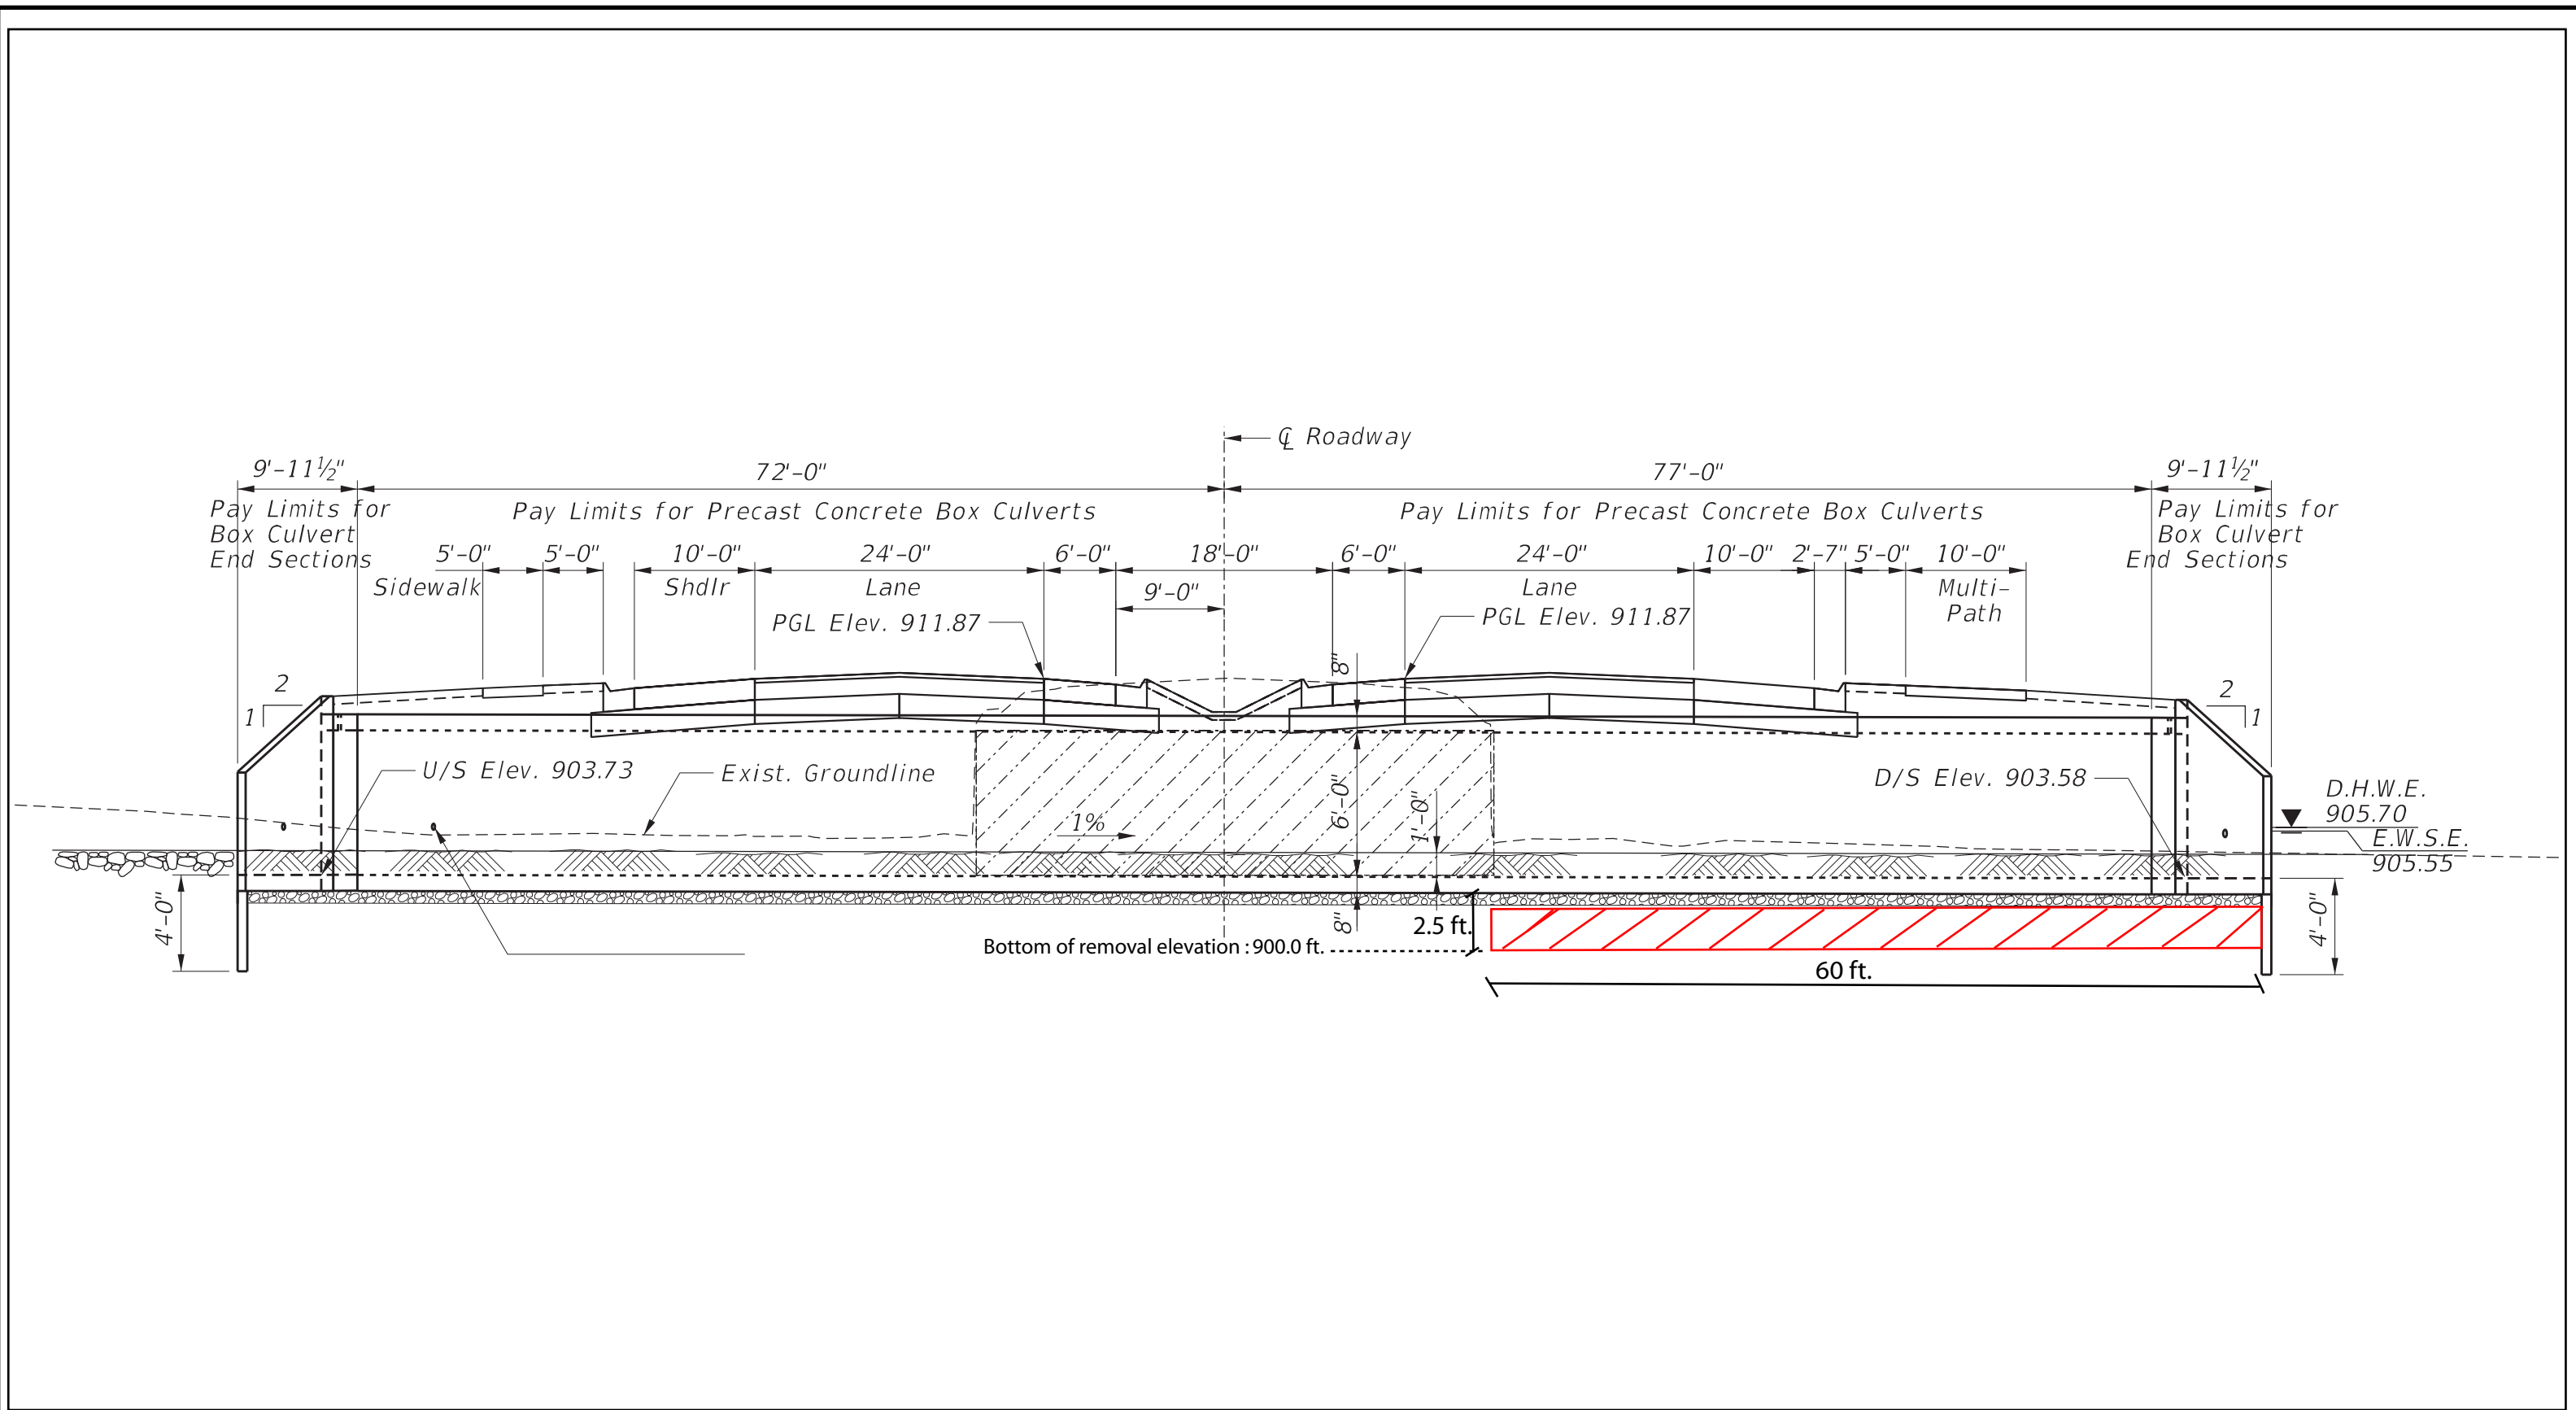 ℄ Roadway
9'-11½"
72'-0"
77'-0"
9'-11½"
Pay Limits for
Box Culvert
End Sections
Pay Limits for Precast Concrete Box Culverts
Pay Limits for Precast Concrete Box Culverts
Pay Limits for
Box Culvert
End Sections
5'-0"
5'-0"
10'-0"
24'-0"
6'-0"
18'-0"
6'-0"
24'-0"
10'-0"
2'-7"
5'-0"
10'-0"
Sidewalk
Shdlr
Lane
9'-0"
Lane
Multi-
Path
PGL Elev. 911.87
PGL Elev. 911.87
8"
2
1
2
1
U/S Elev. 903.73
Exist. Groundline
6'-0"
1'-0"
D/S Elev. 903.58
D.H.W.E.
905.70
E.W.S.E.
905.55
1%
4'-0"
8"
2.5 ft.
4'-0"
Bottom of removal elevation : 900.0 ft.
60 ft.